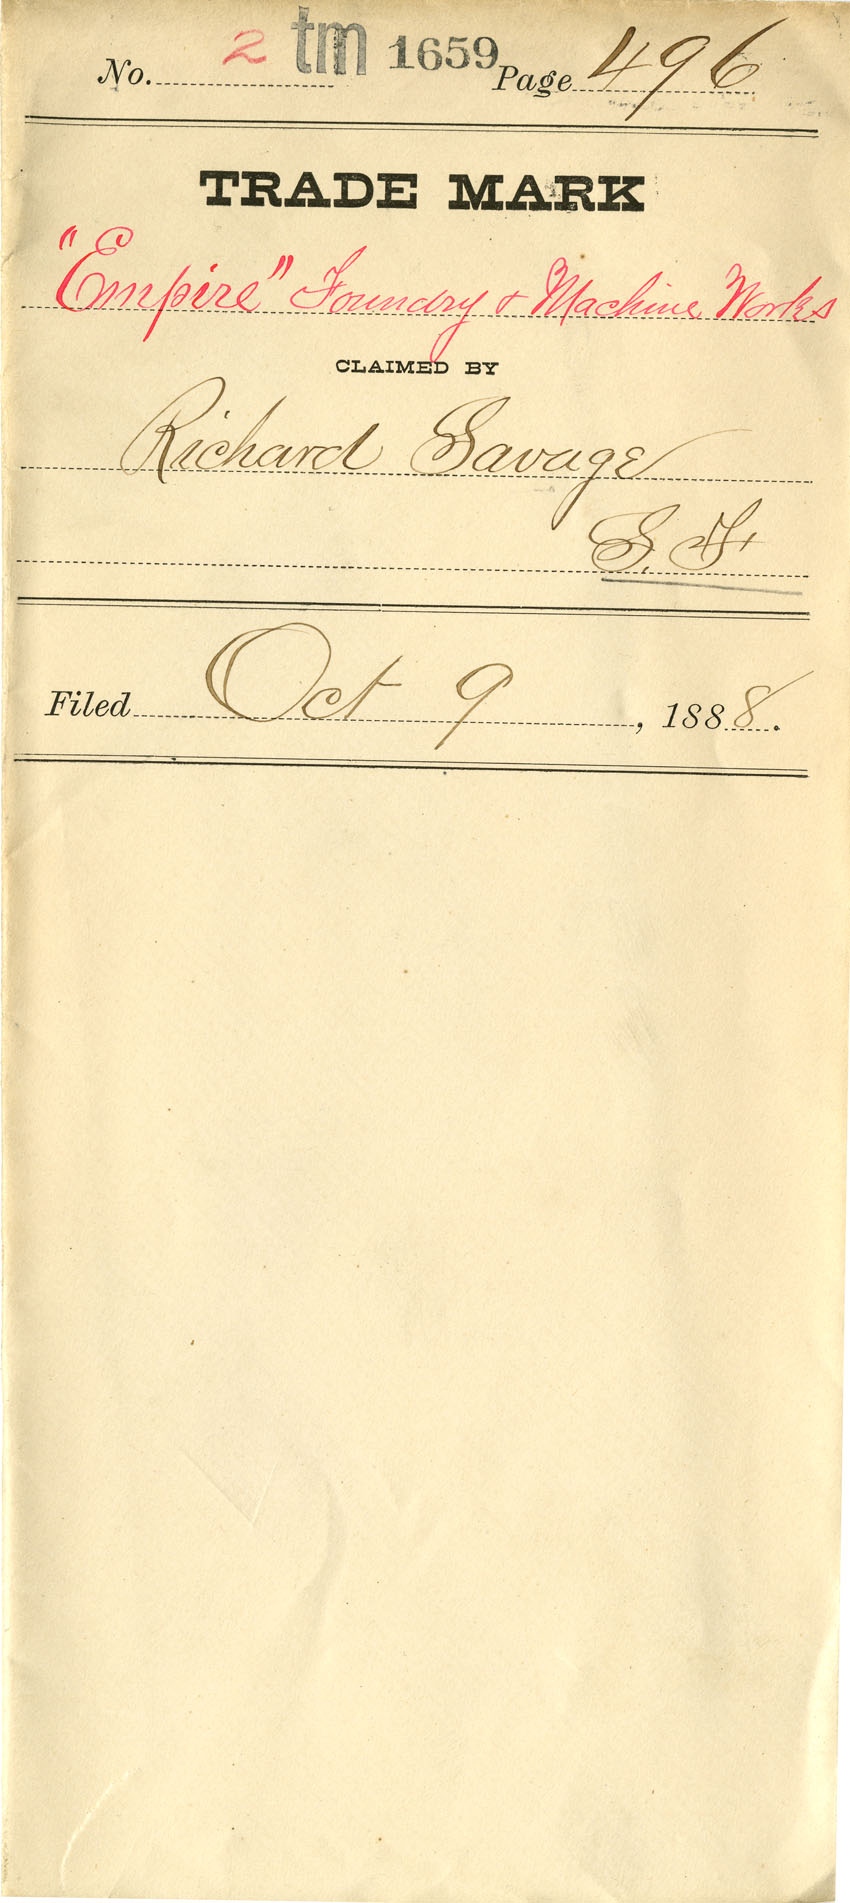 No. 2 tm 1659 Page 496
TRADE MARK
"Empire" Foundry & Machine Works
CLAIMED BY
Richard Savage
S. F.
Filed Oct 9, 1888.